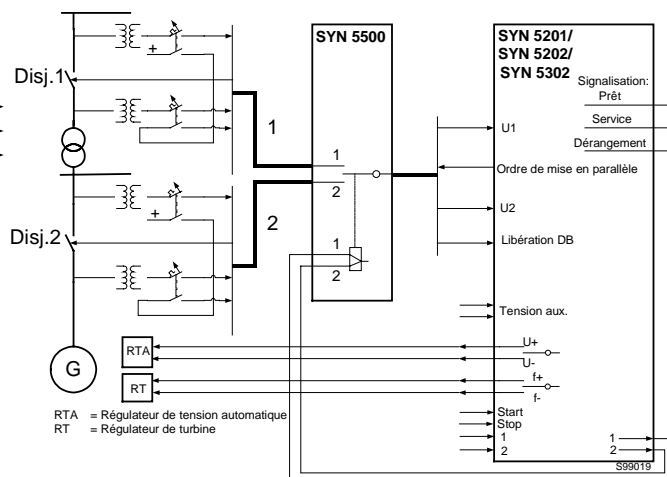 SYN 5500
SYN 5201/
SYN 5202/
SYN 5302
Signalisation:
Prêt
Service
Dérangement
Disj.1
+
1
1
2
U1
Ordre de mise en parallèle
U2
Libération DB
2
+
Disj.2
1
2
Tension aux.
G
RTA
U+
U-
RT
f+
f-
RTA = Régulateur de tension automatique
RT = Régulateur de turbine
Start
Stop
1
2
1
2
S99019